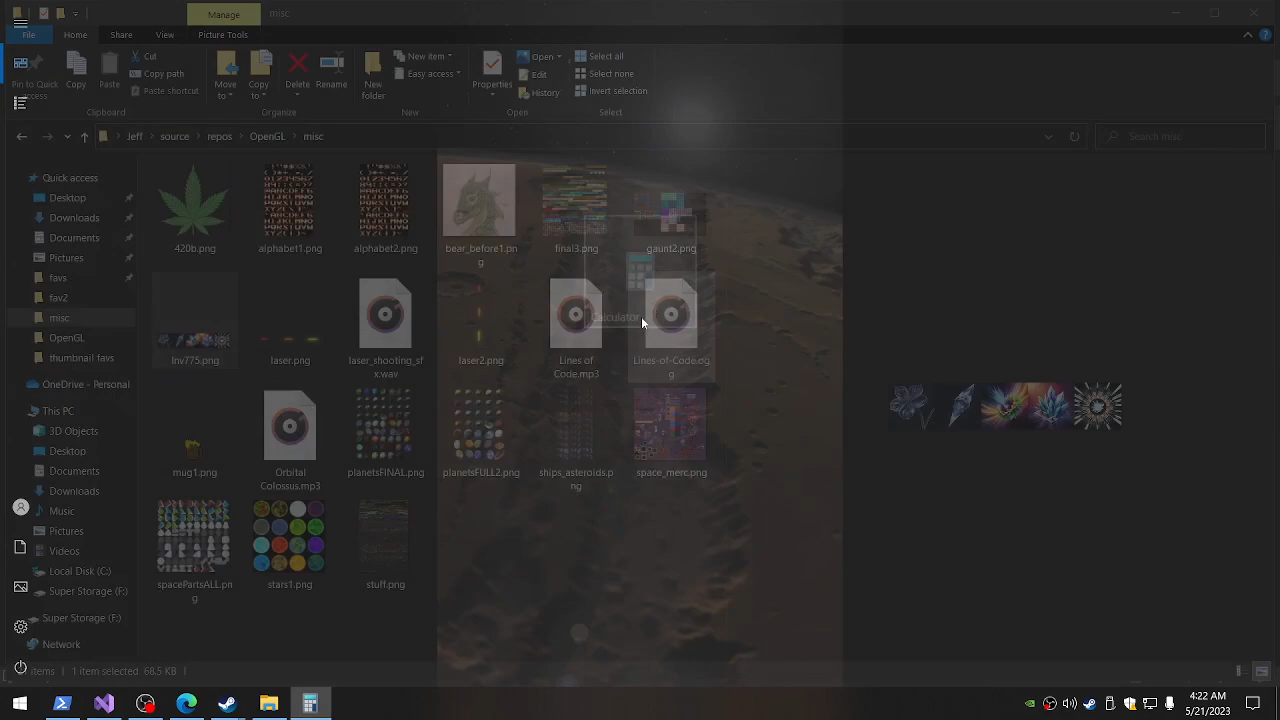 Manage
misc
File
Home
Share
View
Picture Tools
Pin to Quick access
Copy
Paste
Cut
Copy path
Paste shortcut
Clipboard
Move to
Copy to
Delete
Rename
Organize
New folder
New item
Easy access
New
Properties
Open
Edit
History
Open
Select all
Select none
Invert selection
Select
Jeff
source
repos
OpenGL
misc
Search misc
Quick access
Desktop
Downloads
Documents
Pictures
favs
fav2
misc
OpenGL
thumbnail favs
OneDrive - Personal
This PC
3D Objects
Desktop
Documents
Downloads
Music
Pictures
Videos
Local Disk (C:)
Super Storage (F:)
Super Storage (F:)
Network
420b.png
alphabet1.png
alphabet2.png
bear_before1.pn
g
final3.png
gaunt2.png
Calculator
Inv775.png
laser.png
laser_shooting_sf
x.wav
laser2.png
Lines of
Code.mp3
Lines-of-Code.og
g
mug1.png
Orbital
Colossus.mp3
planetsFINAL.png
planetsFULL2.png
ships_asteroids.p
ng
space_merc.png
spacePartsALL.pn
g
stars1.png
stuff.png
items
1 item selected: 68.5 KB
4:22 AM
5/21/2023